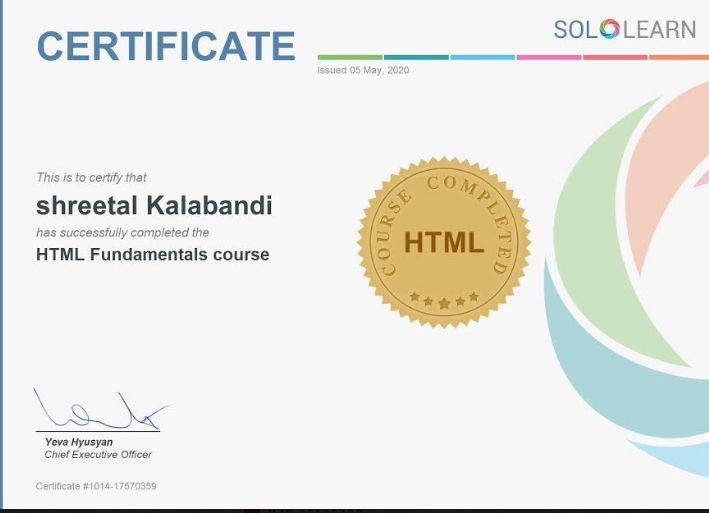 CERTIFICATE
SOLOLEARN
Issued 05 May, 2020
This is to certify that
shreetal Kalabandi
has successfully completed the
HTML Fundamentals course
COURSE COMPLETED
HTML
Yeva Hyusyan
Chief Executive Officer
Certificate #1014-17570359